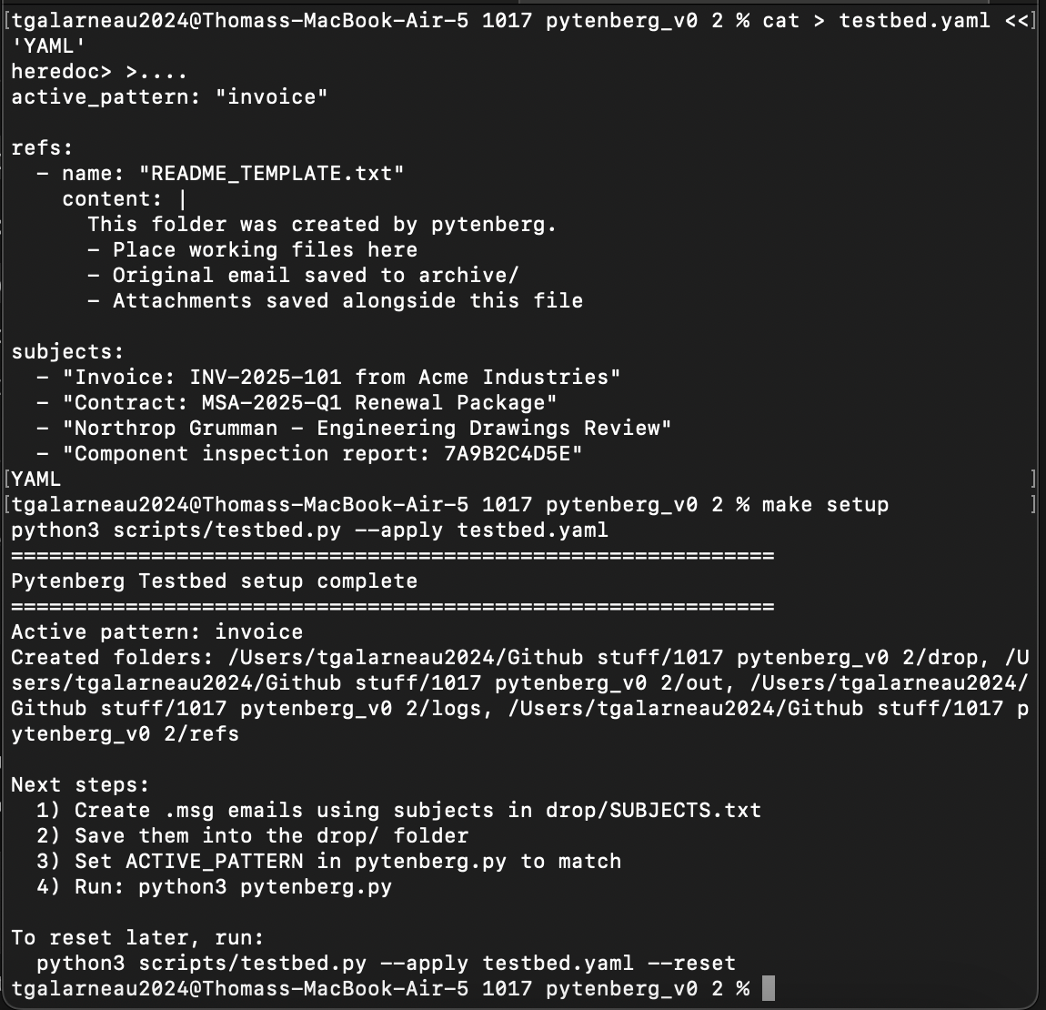 [tgalarneau2024@Thomass-MacBook-Air-5 1017 pytenberg_v0 2 % cat > testbed.yaml <<]
'YAML'
heredoc> >....
active_pattern: "invoice"
refs:
- name: "README_TEMPLATE.txt"
content: |
This folder was created by pytenberg.
- Place working files here
- Original email saved to archive/
- Attachments saved alongside this file
subjects:
- "Invoice: INV-2025-101 from Acme Industries"
- "Contract: MSA-2025-Q1 Renewal Package"
- "Northrop Grumman - Engineering Drawings Review"
- "Component inspection report: 7A9B2C4D5E"
[YAML ]
[tgalarneau2024@Thomass-MacBook-Air-5 1017 pytenberg_v0 2 % make setup ]
python3 scripts/testbed.py --apply testbed.yaml
============================================================
Pytenberg Testbed setup complete
============================================================
Active pattern: invoice
Created folders: /Users/tgalarneau2024/Github stuff/1017 pytenberg_v0 2/drop, /U
sers/tgalarneau2024/Github stuff/1017 pytenberg_v0 2/out, /Users/tgalarneau2024/
Github stuff/1017 pytenberg_v0 2/logs, /Users/tgalarneau2024/Github stuff/1017 p
ytenberg_v0 2/refs
Next steps:
1) Create .msg emails using subjects in drop/SUBJECTS.txt
2) Save them into the drop/ folder
3) Set ACTIVE_PATTERN in pytenberg.py to match
4) Run: python3 pytenberg.py
To reset later, run:
python3 scripts/testbed.py --apply testbed.yaml --reset
tgalarneau2024@Thomass-MacBook-Air-5 1017 pytenberg_v0 2 %